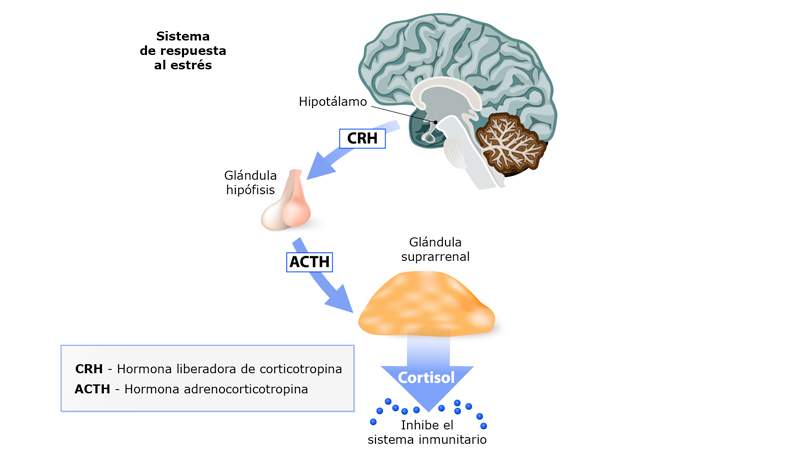 Sistema
de respuesta
al estrés
Hipotálamo
CRH
Glándula
hipófisis
ACTH
Glándula
suprarrenal
Cortisol
Inhibe el
sistema inmunitario
CRH - Hormona liberadora de corticotropina
ACTH - Hormona adrenocorticotropina